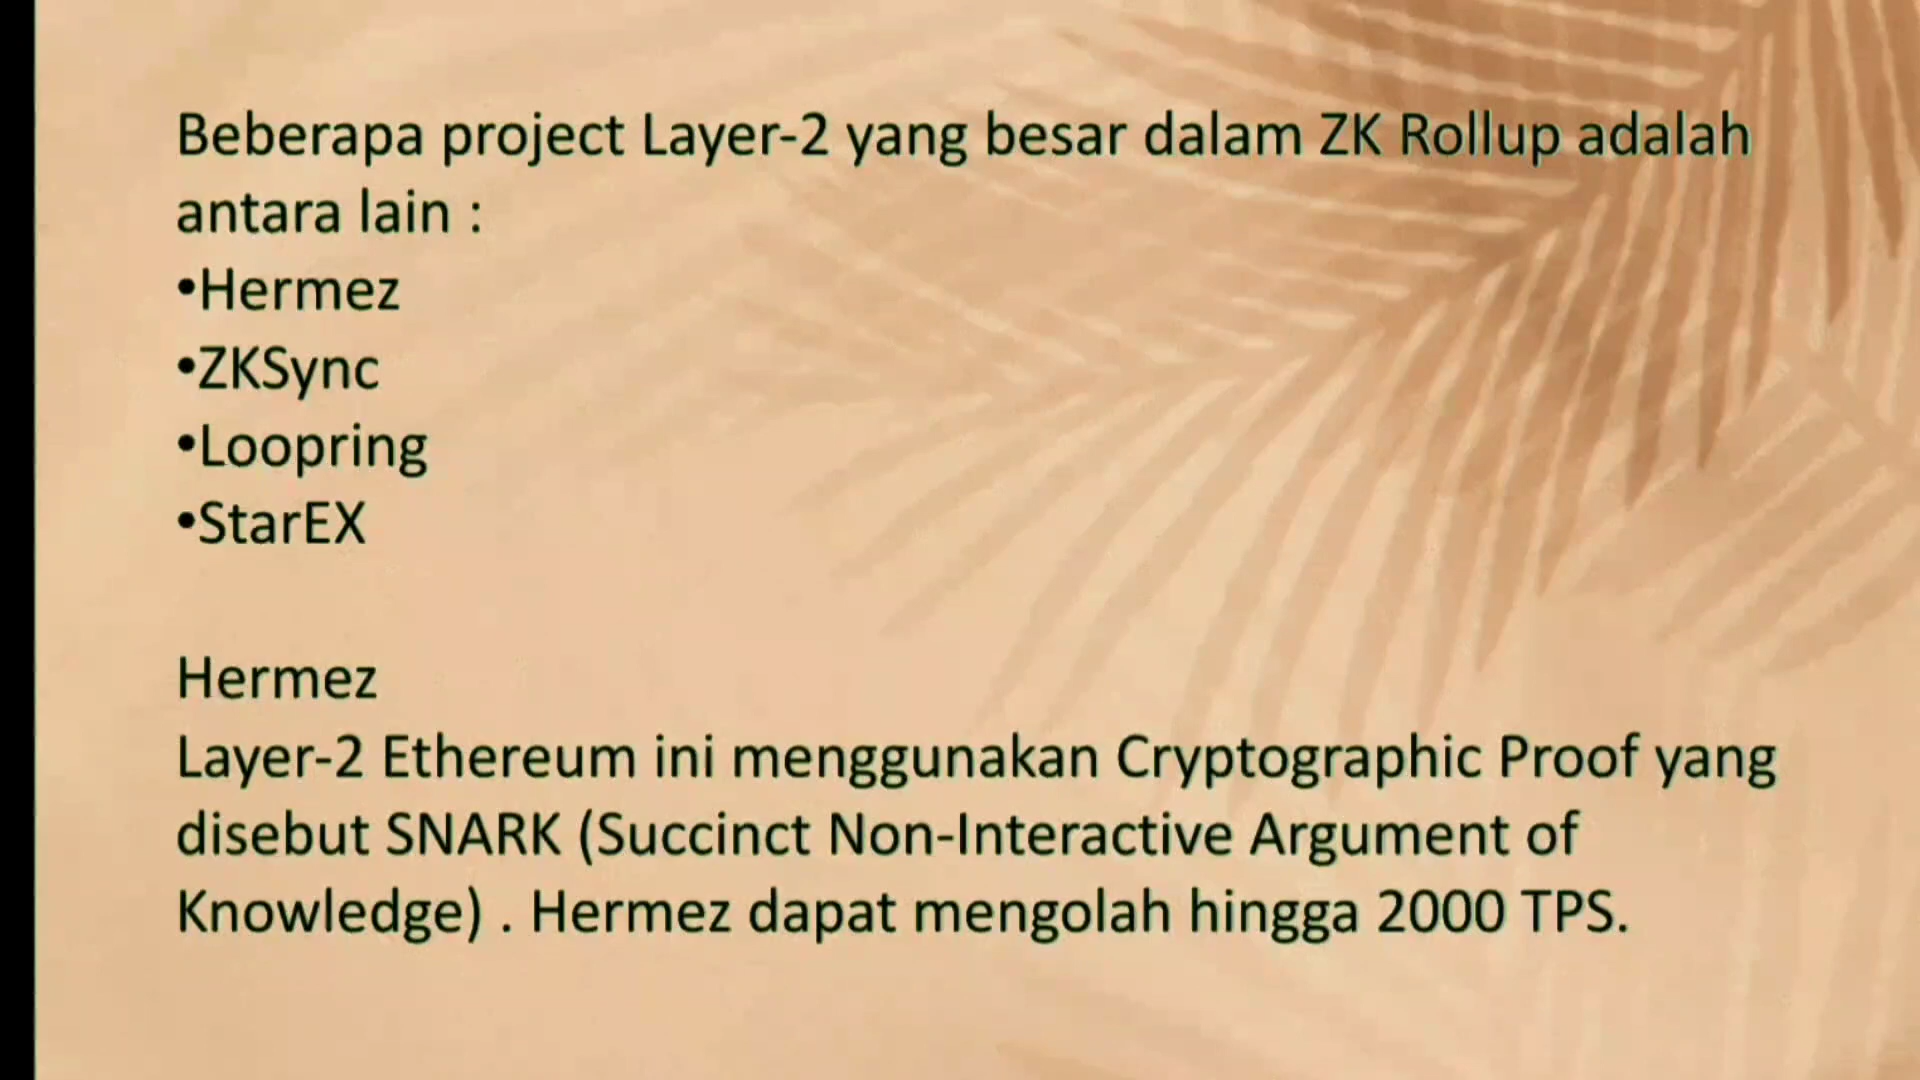 Beberapa project Layer-2 yang besar dalam ZK Rollup adalah
antara lain :
•Hermez
•ZKSync
•Loopring
•StarEX
Hermez
Layer-2 Ethereum ini menggunakan Cryptographic Proof yang
disebut SNARK (Succinct Non-Interactive Argument of
Knowledge) . Hermez dapat mengolah hingga 2000 TPS.